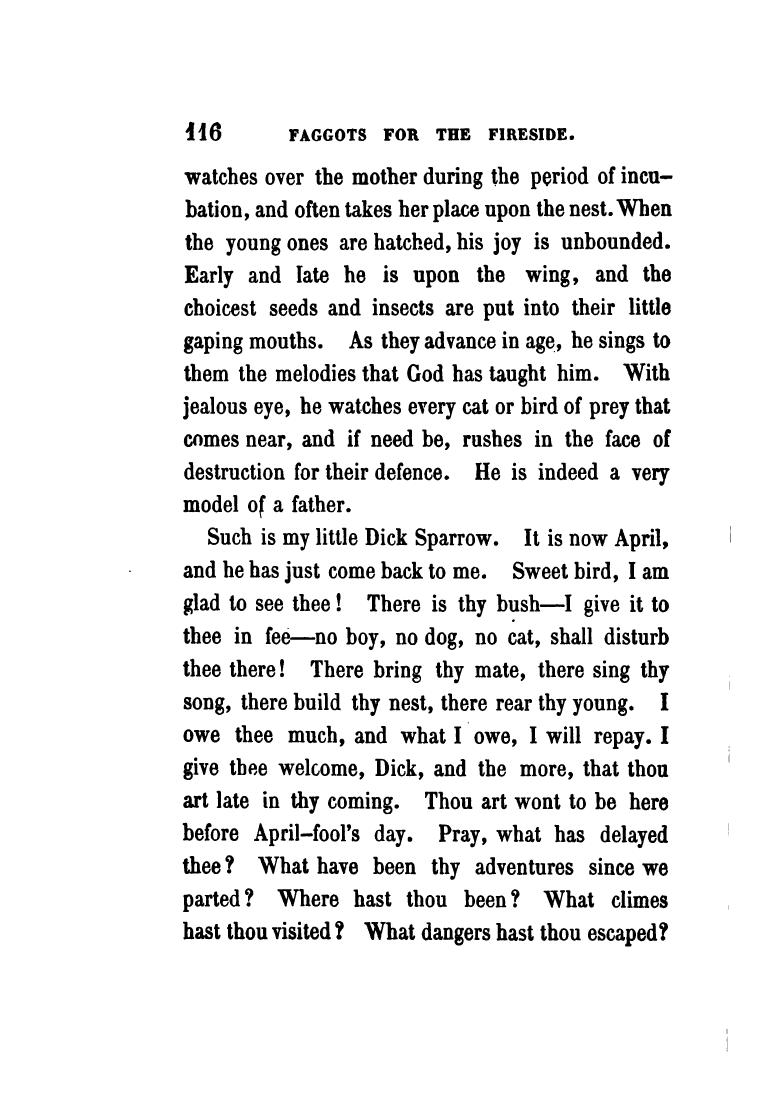 116 FAGGOTS FOR THE FIRESIDE.
watches over the mother during the period of incu-
bation, and often takes her place upon the nest. When
the young ones are hatched, his joy is unbounded.
Early and late he is upon the wing, and the
choicest seeds and insects are put into their little
gaping mouths. As they advance in age, he sings to
them the melodies that God has taught him. With
jealous eye, he watches every cat or bird of prey that
comes near, and if need be, rushes in the face of
destruction for their defence. He is indeed a very
model of a father.
Such is my little Dick Sparrow. It is now April,
and he has just come back to me. Sweet bird, I am
glad to see thee! There is thy bush—I give it to
thee in fee—no boy, no dog, no cat, shall disturb
thee there! There bring thy mate, there sing thy
song, there build thy nest, there rear thy young. I
owe thee much, and what I owe, I will repay. I
give thee welcome, Dick, and the more, that thou
art late in thy coming. Thou art wont to be here
before April-fool's day. Pray, what has delayed
thee? What have been thy adventures since we
parted? Where hast thou been? What climes
hast thou visited? What dangers hast thou escaped?